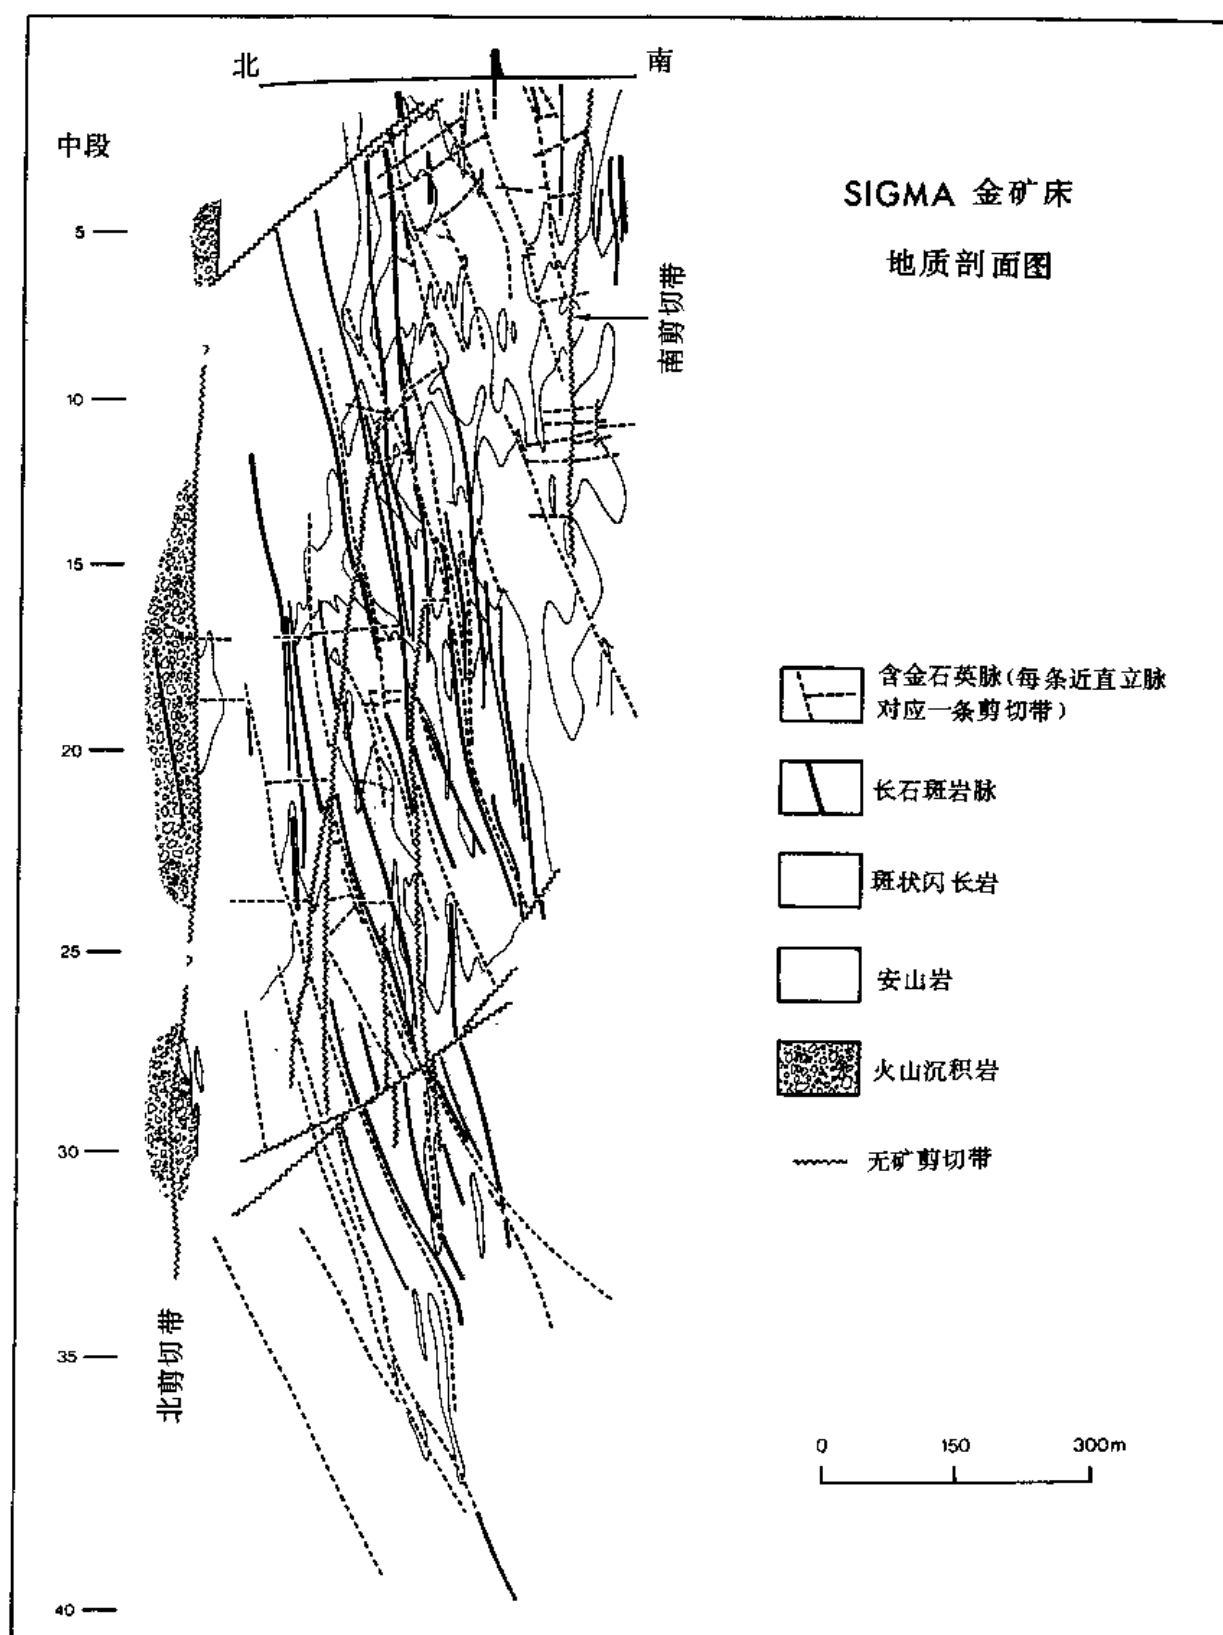 北
南
中段
SIGMA 金矿床
地质剖面图
5
南剪切带
10
15
含金石英脉(每条近直立脉
对应一条剪切带)
20
长石斑岩脉
斑状闪长岩
25
安山岩
火山沉积岩
30
无矿剪切带
北剪切带
35
0 150 300m
40